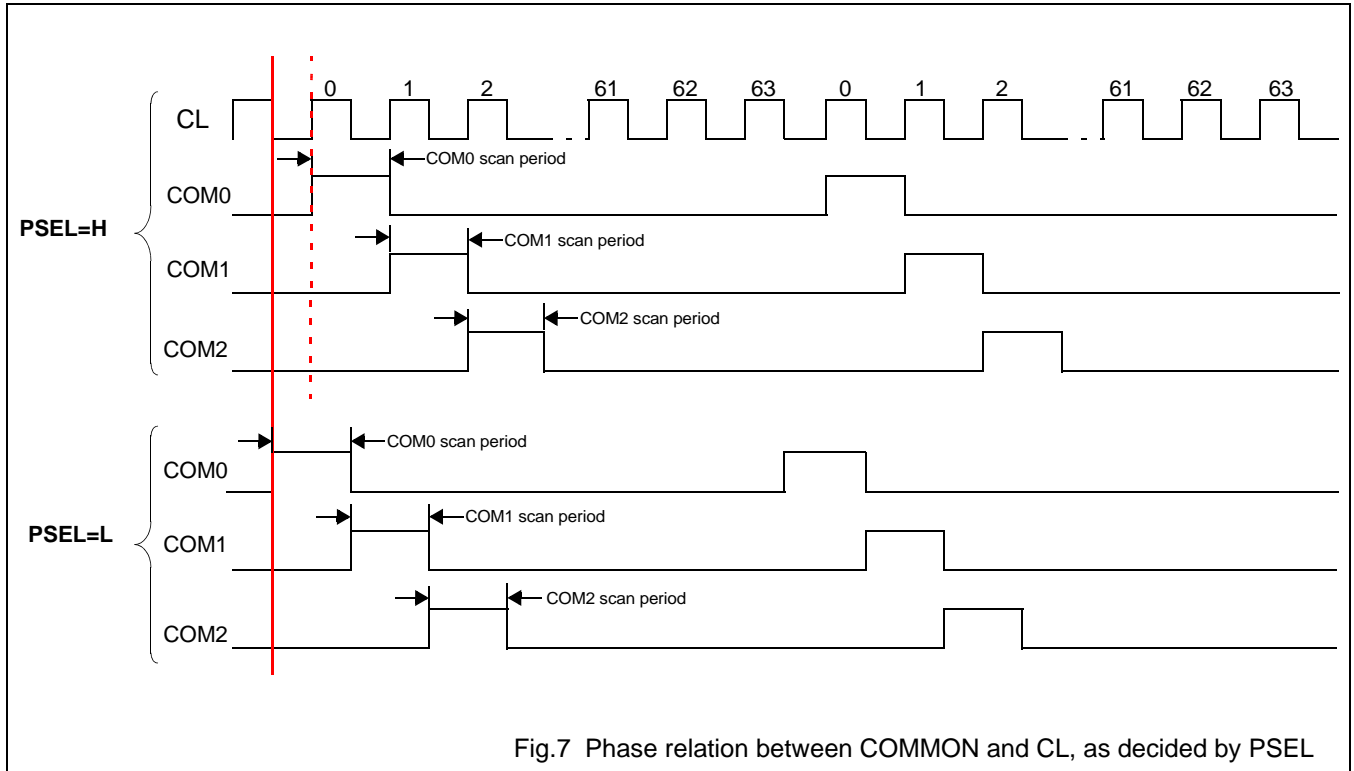 0 1 2 61 62 63 0 1 2 61 62 63
CL
COM0 scan period
COM0
PSEL=H
COM1 scan period
COM1
COM2 scan period
COM2
COM0 scan period
COM0
COM1 scan period
PSEL=L
COM1
COM2 scan period
COM2
Fig.7 Phase relation between COMMON and CL, as decided by PSEL